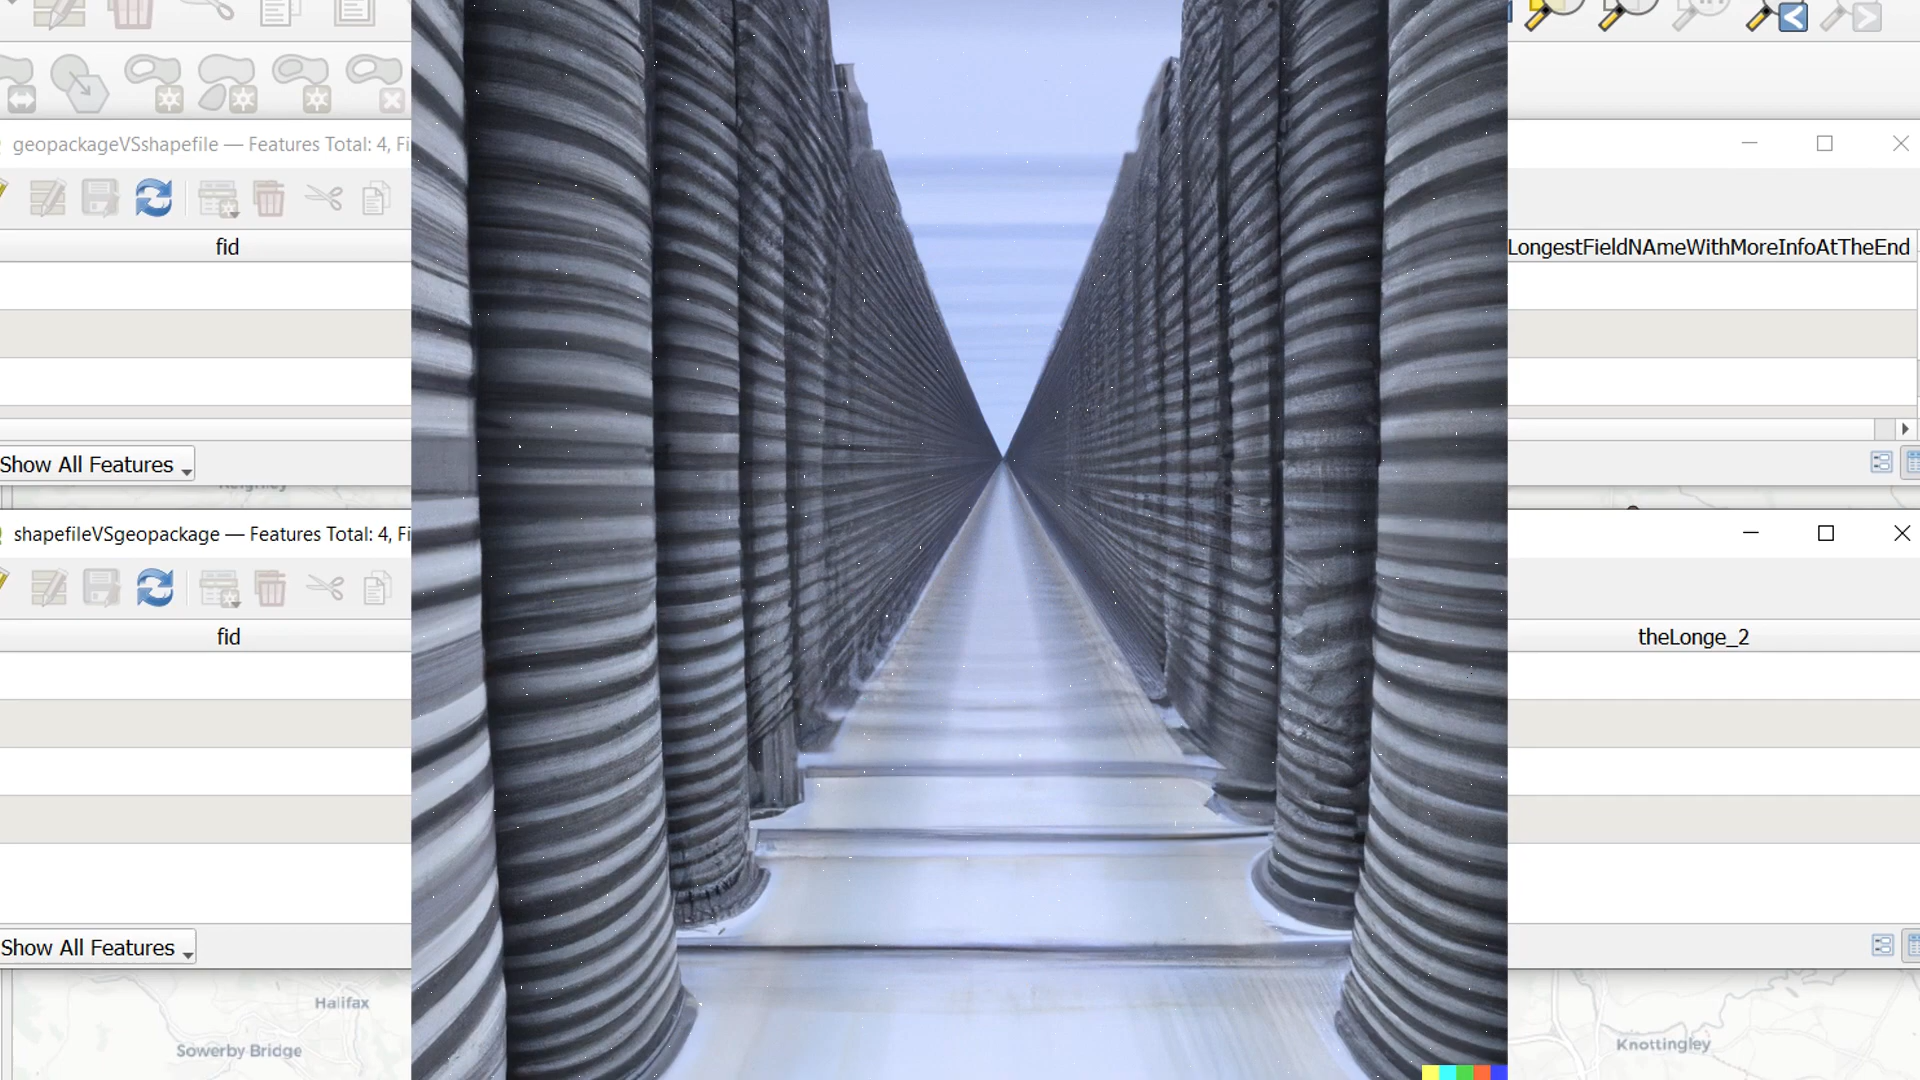 geopackageVSshapefile — Features Total: 4, Fi
fid
LongestFieldNAmeWithMoreInfoAtTheEnd
Show All Features
shapefileVSgeopackage — Features Total: 4, Fi
fid
theLonge_2
Show All Features
Halifax
Sowerby Bridge
Knottingley